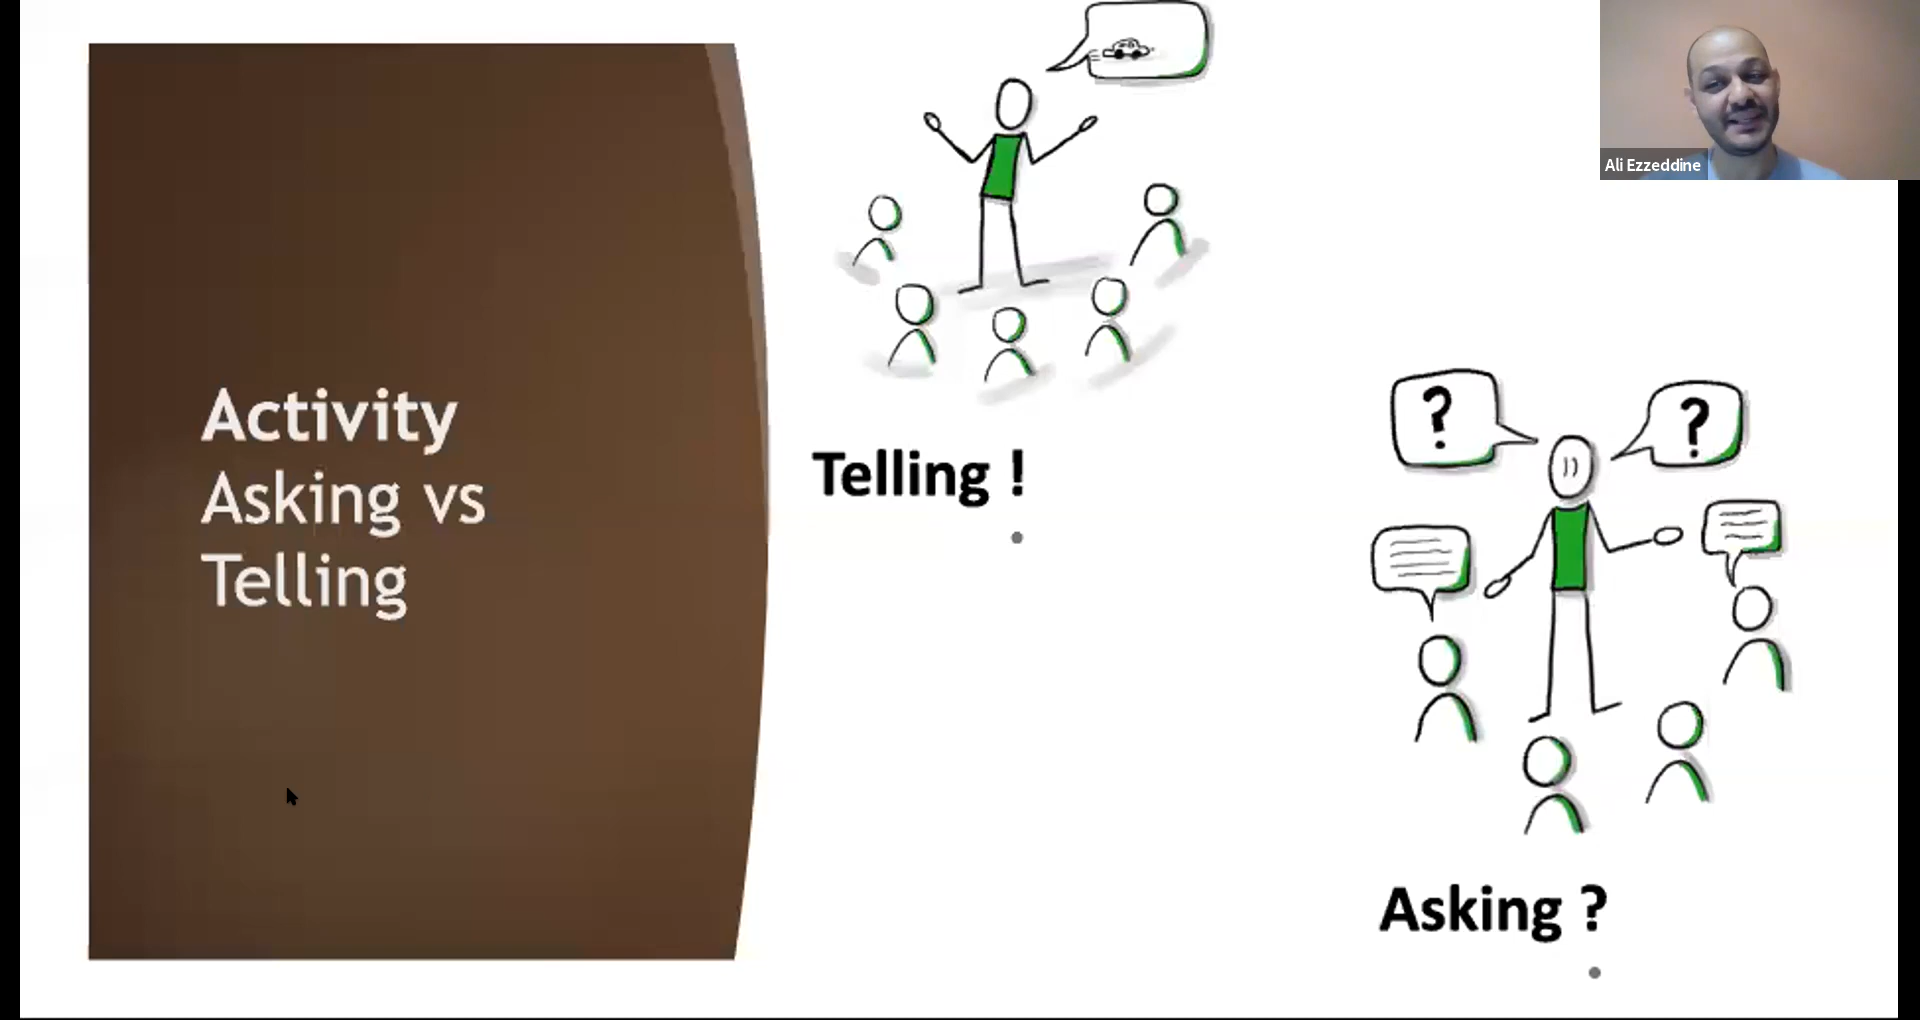 Activity
Asking vs
Telling
Telling !
?
?
Asking ?
Ali Ezzeddine